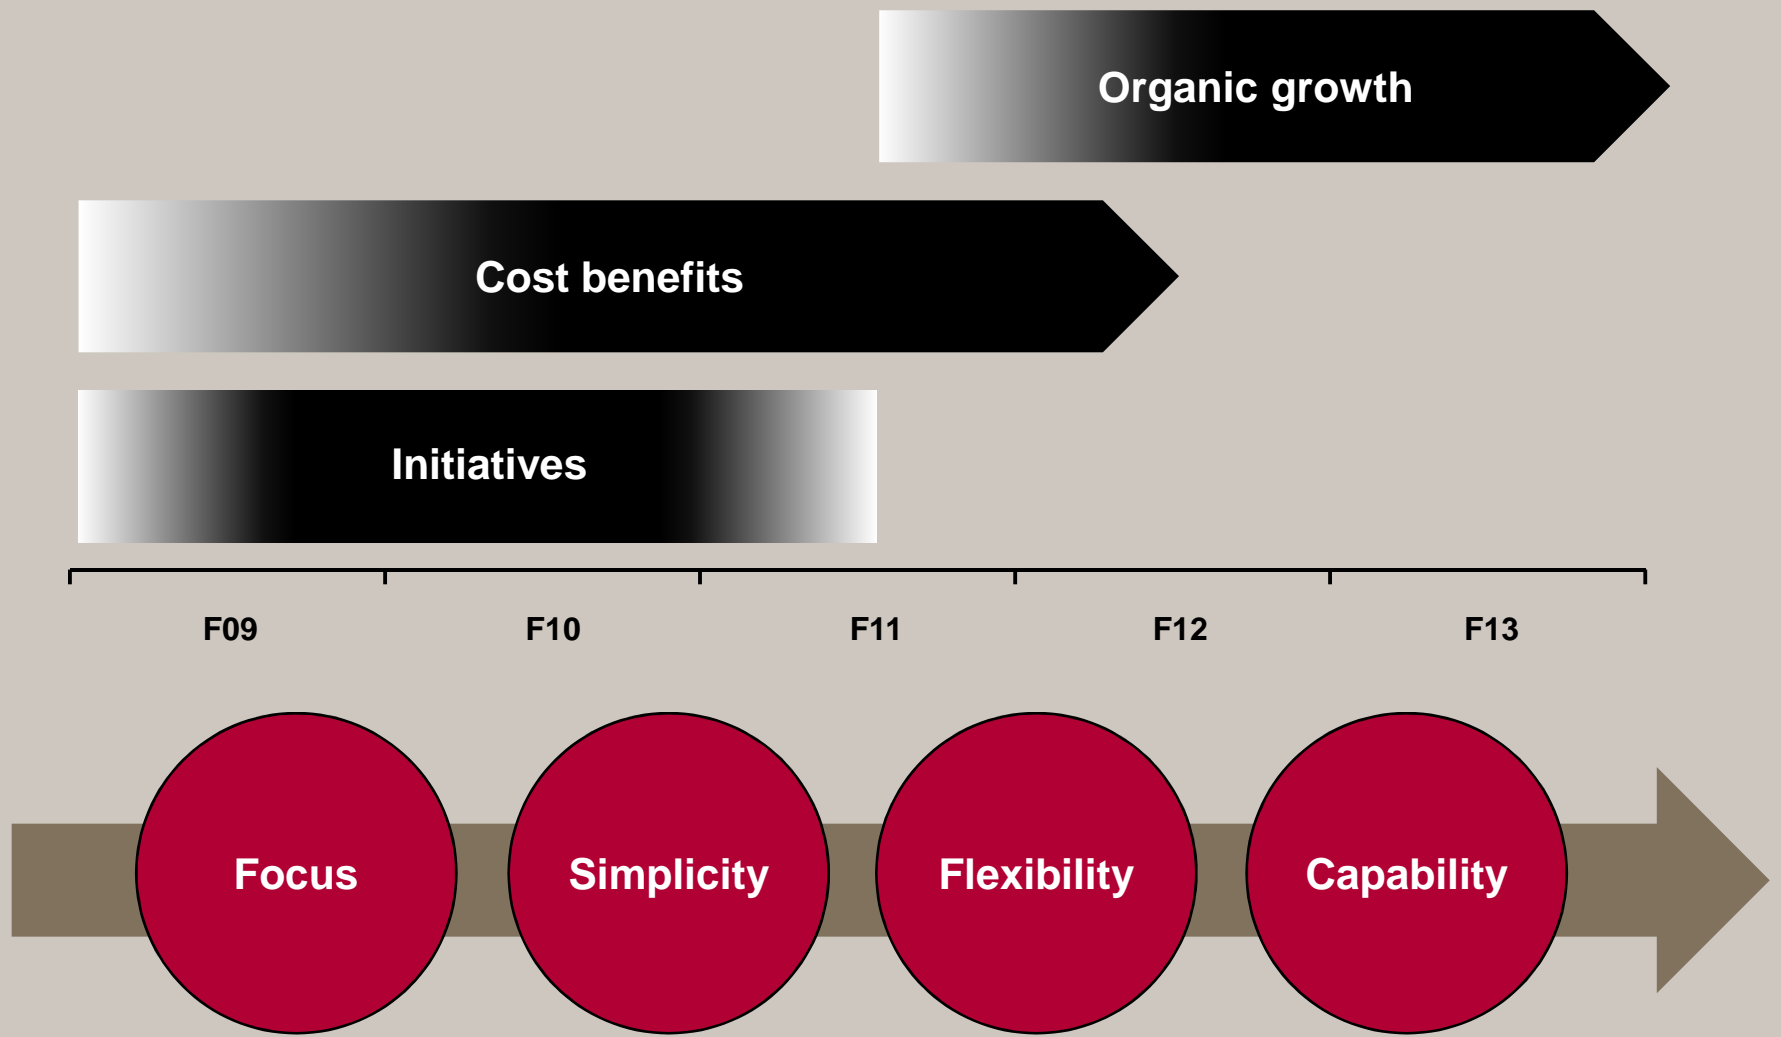 Organic growth
Cost benefits
Initiatives
F09 F10 F11 F12 F13
Focus Simplicity Flexibility Capability